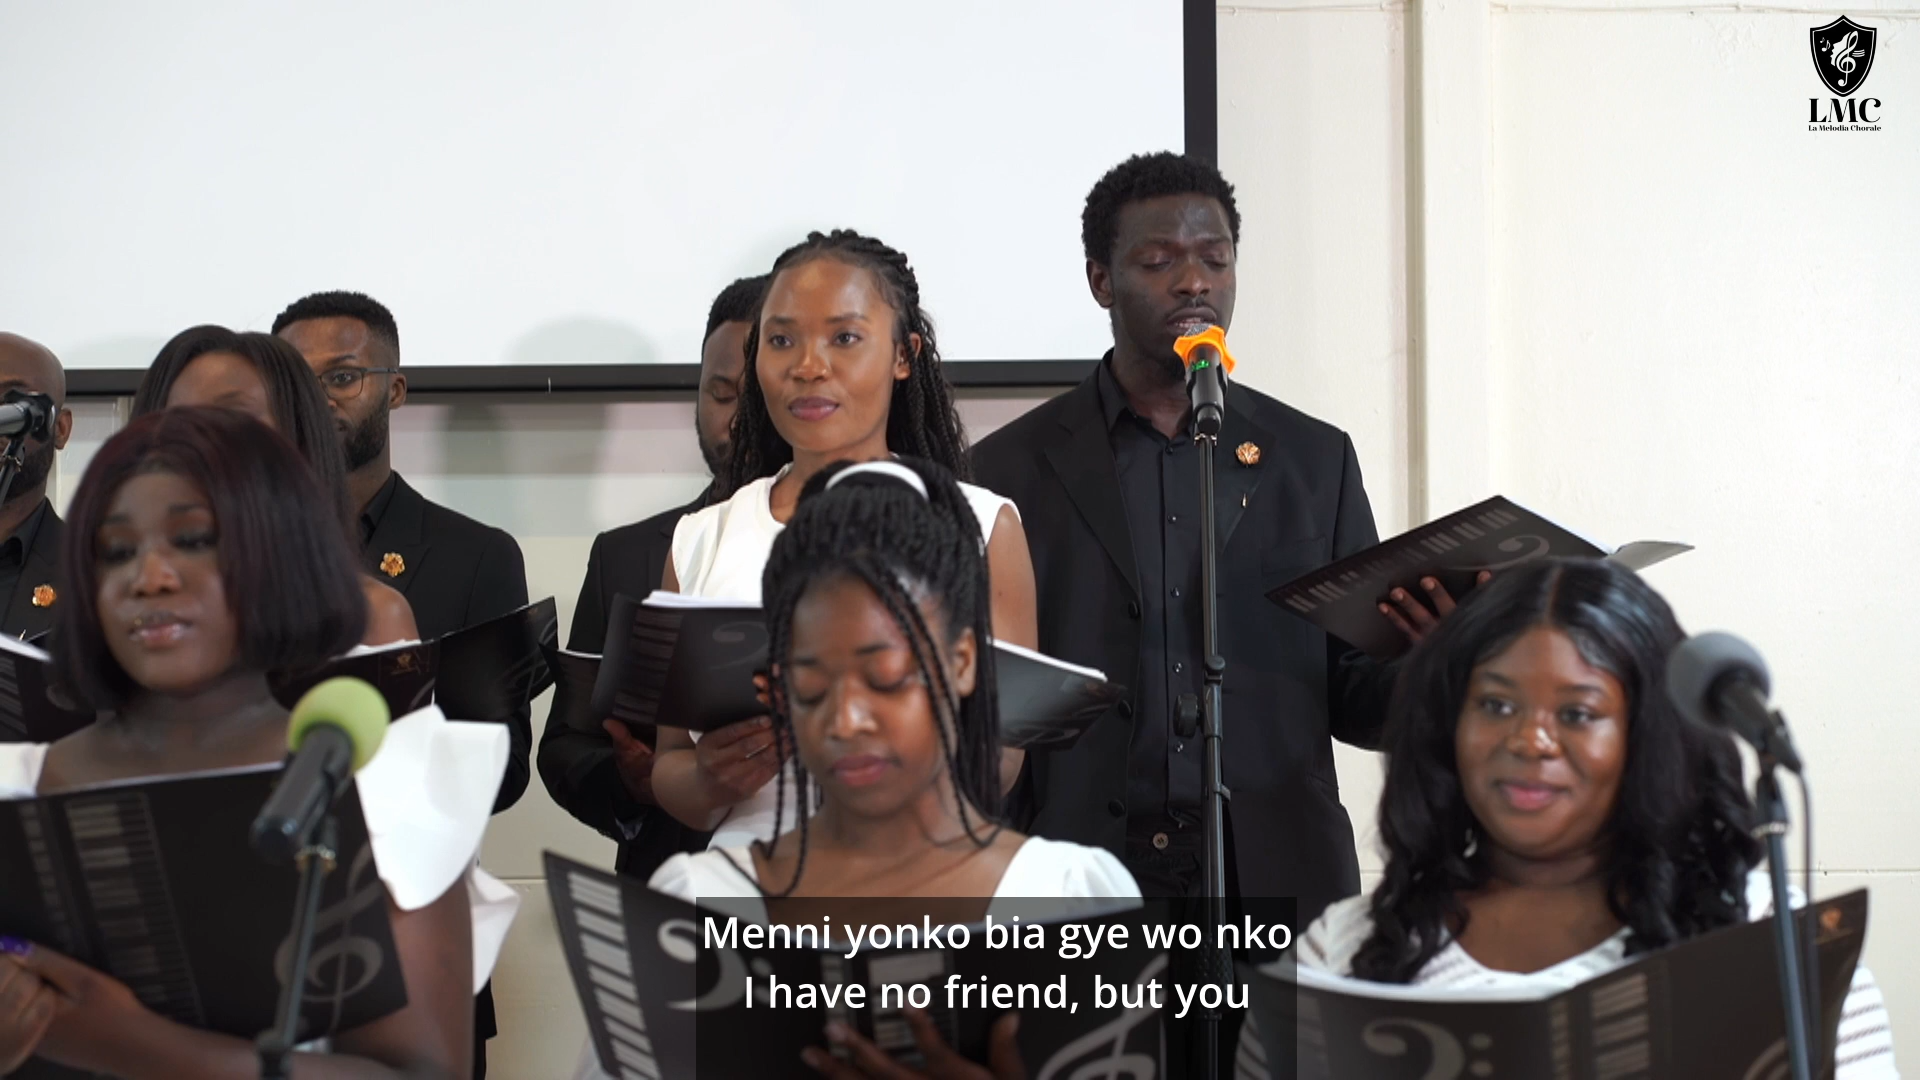 LMC
La Melodia Chorale
Menni yonko bia gye wo nko
I have no friend, but you